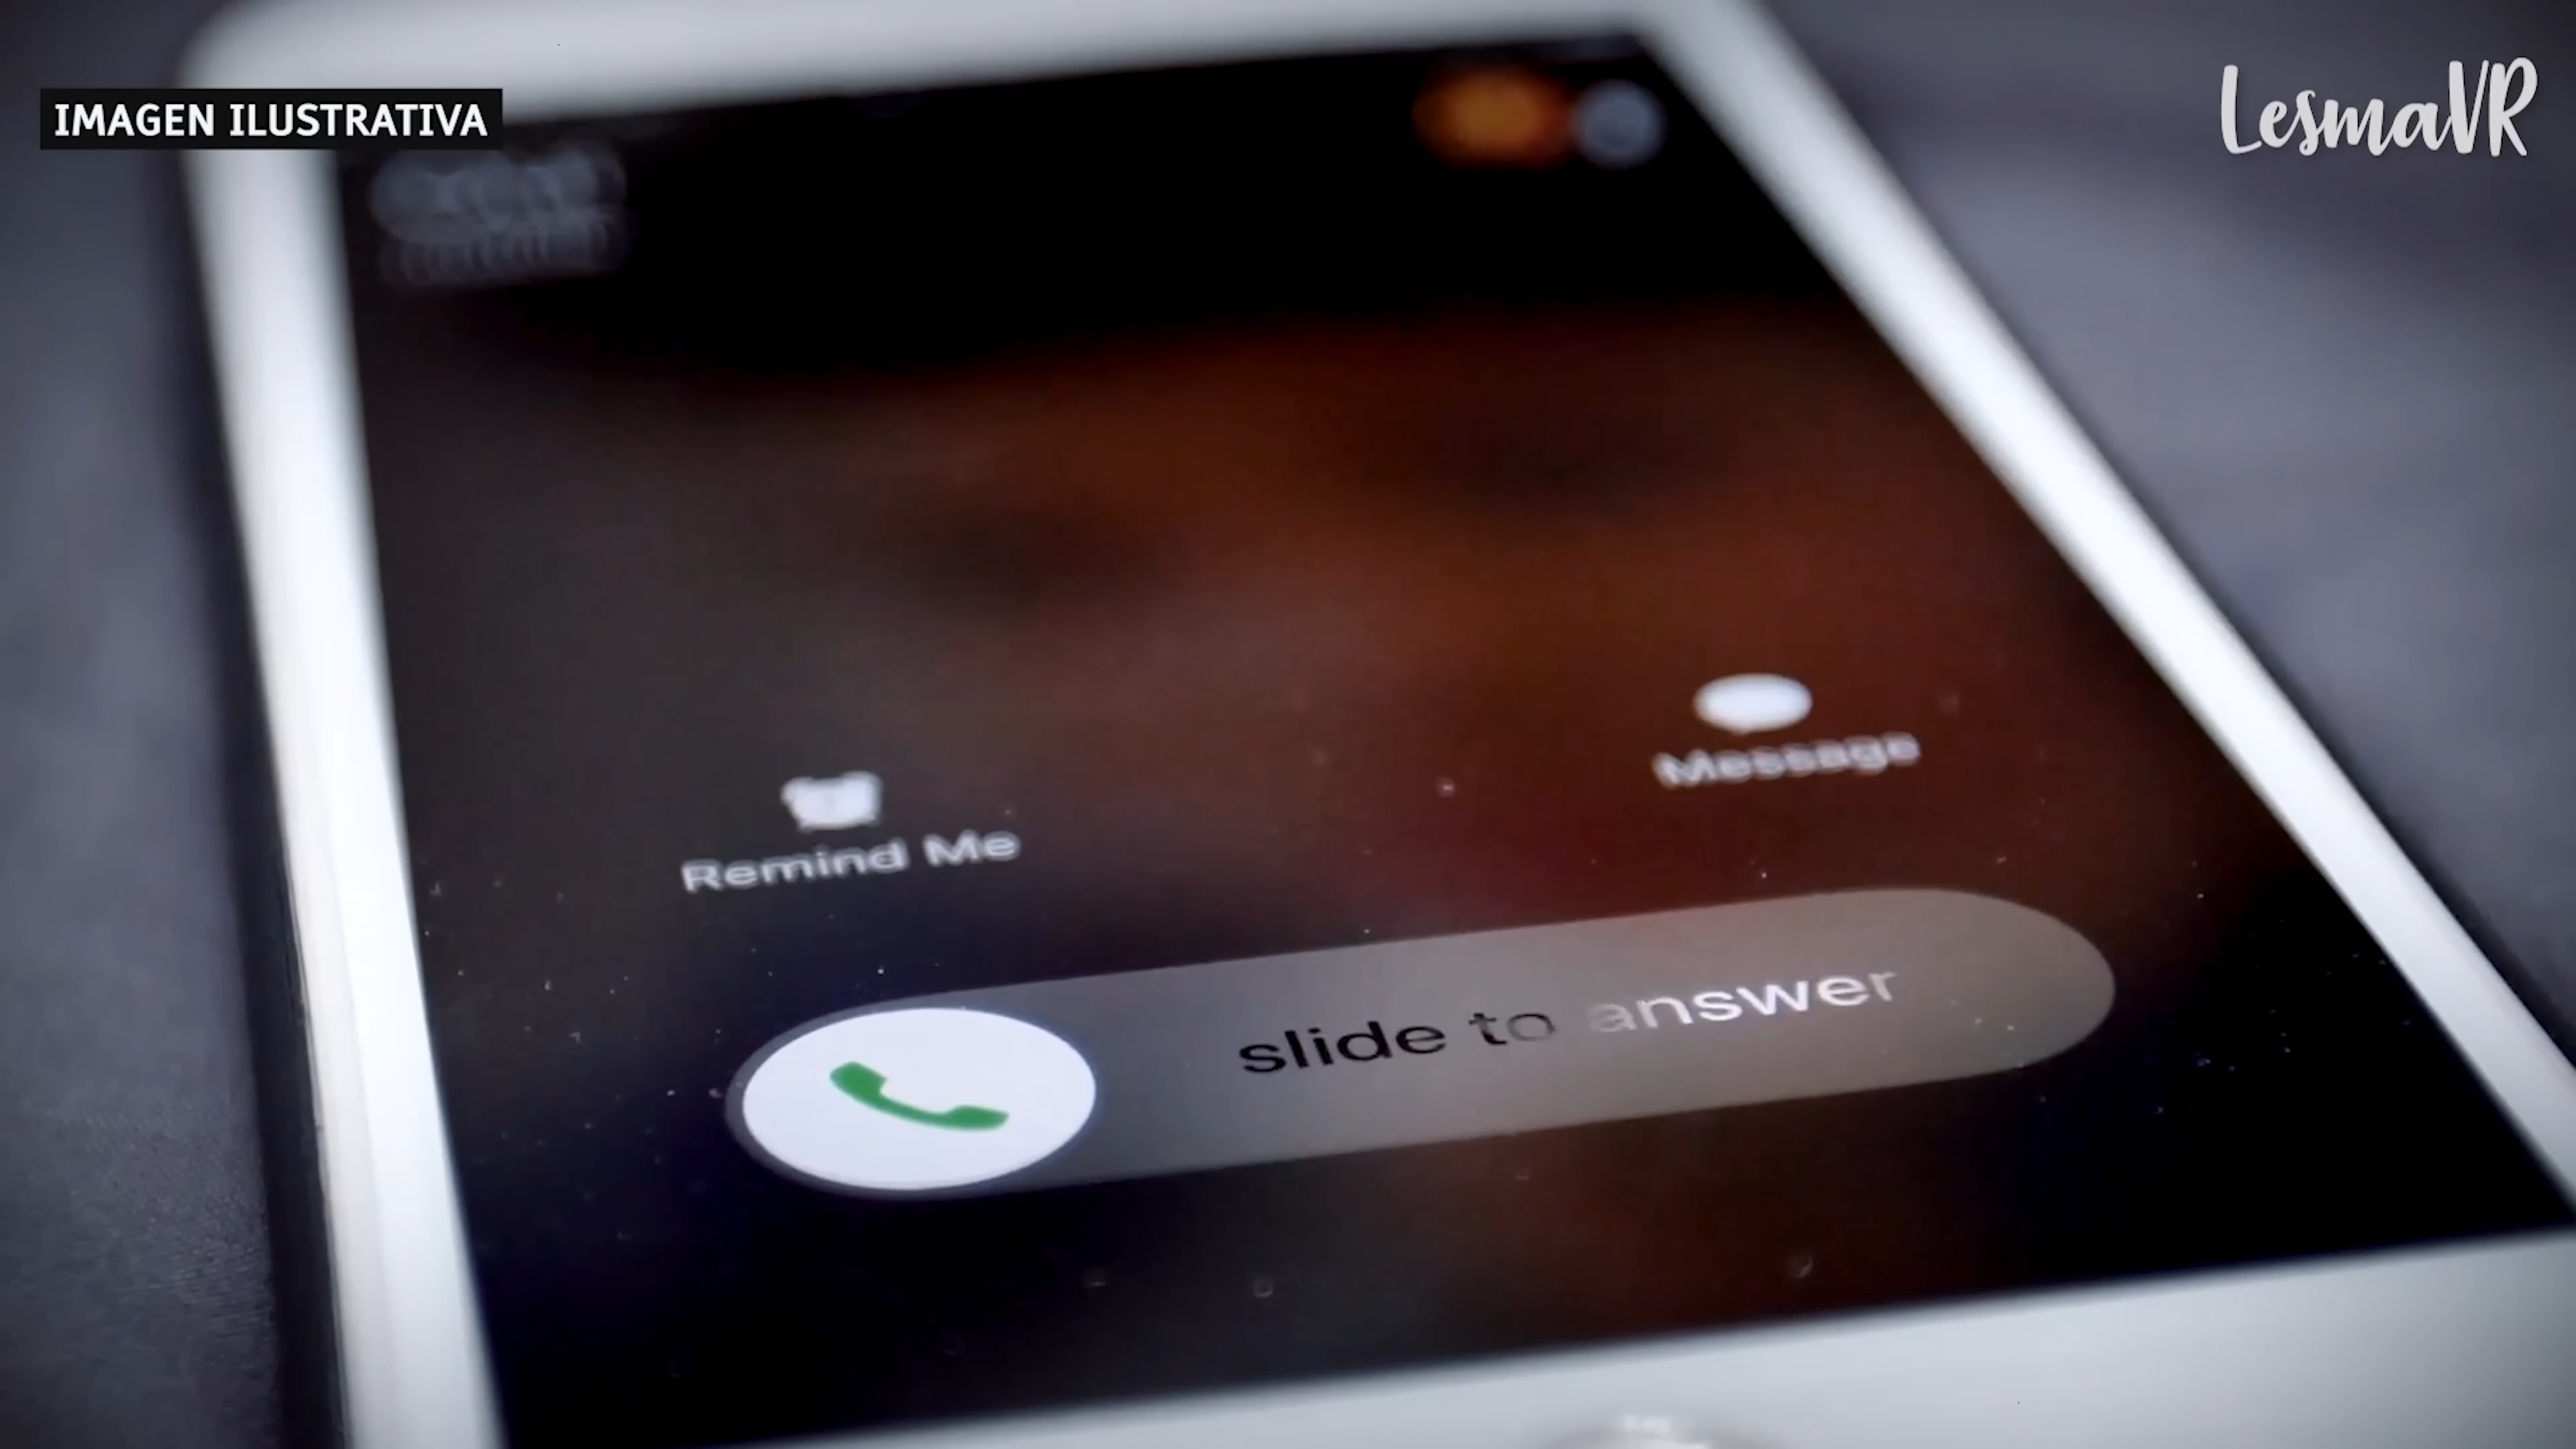 IMAGEN ILUSTRATIVA
LesmaVR
Message
Remind Me
slide to answer